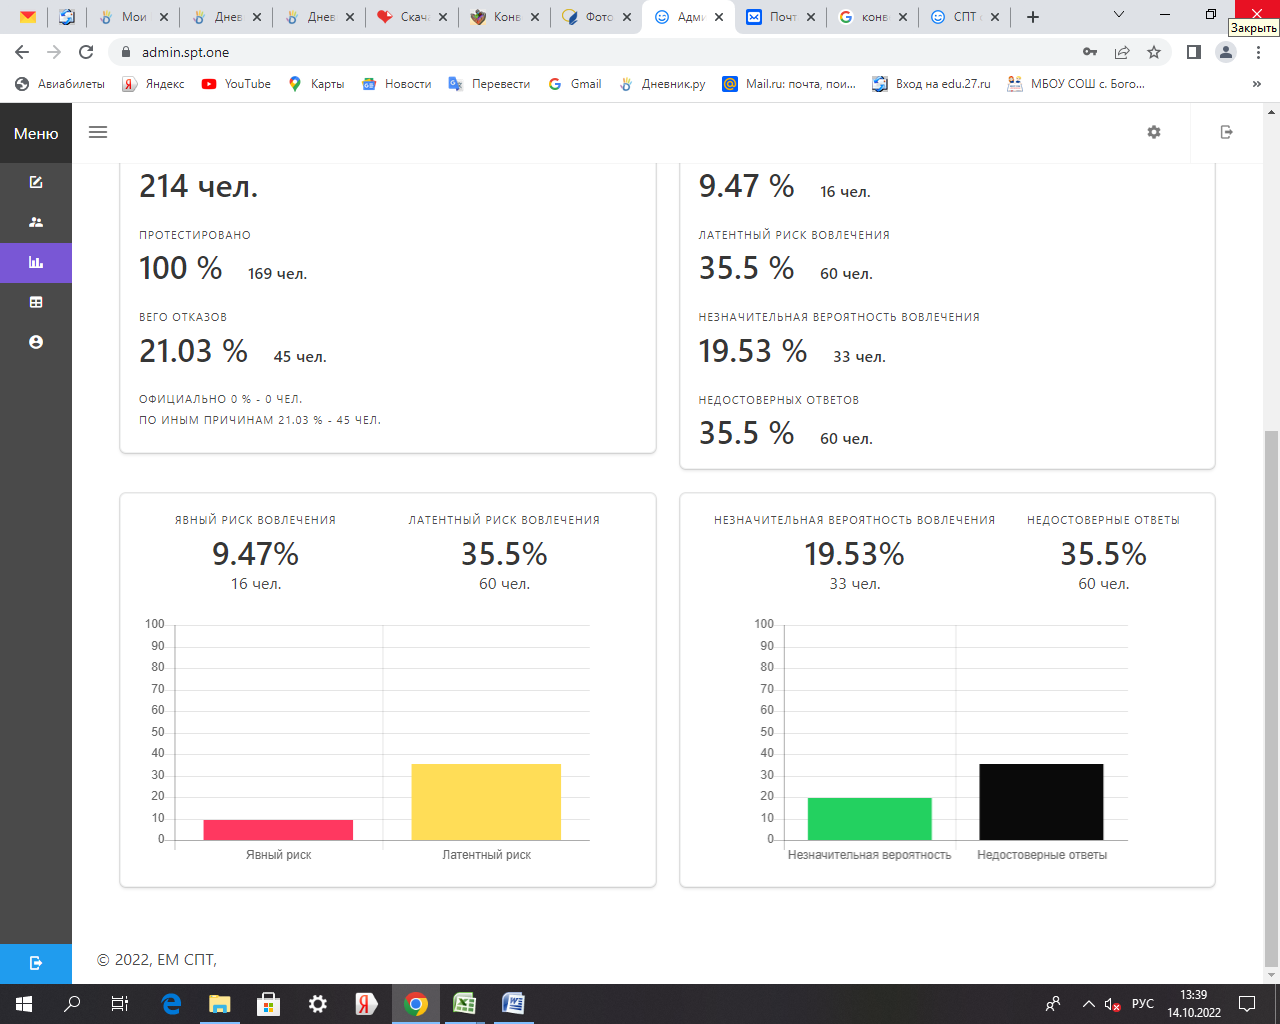 Мои
Днев
Днев
Скача
Конв
Фото
Адми
Почт
конв
СПТ
Закрыть
admin.spt.one
Авиабилеты
Яндекс
YouTube
Карты
Новости
Перевести
Gmail
Дневник.ру
Mail.ru: почта, пои...
Вход на edu.27.ru
МБОУ СОШ с. Бого...
»
Меню
214 чел.
ПРОТЕСТИРОВАНО
100 % 169 чел.
ВЕГО ОТКАЗОВ
21.03 % 45 чел.
ОФИЦИАЛЬНО 0 % - 0 ЧЕЛ.
ПО ИНЫМ ПРИЧИНАМ 21.03 % - 45 ЧЕЛ.
9.47 % 16 чел.
ЛАТЕНТНЫЙ РИСК ВОВЛЕЧЕНИЯ
35.5 % 60 чел.
НЕЗНАЧИТЕЛЬНАЯ ВЕРОЯТНОСТЬ ВОВЛЕЧЕНИЯ
19.53 % 33 чел.
НЕДОСТОВЕРНЫХ ОТВЕТОВ
35.5 % 60 чел.
ЯВНЫЙ РИСК ВОВЛЕЧЕНИЯ
9.47%
16 чел.
ЛАТЕНТНЫЙ РИСК ВОВЛЕЧЕНИЯ
35.5%
60 чел.
100
90
80
70
60
50
40
30
20
10
0
Явный риск
Латентный риск
НЕЗНАЧИТЕЛЬНАЯ ВЕРОЯТНОСТЬ ВОВЛЕЧЕНИЯ
19.53%
33 чел.
НЕДОСТОВЕРНЫЕ ОТВЕТЫ
35.5%
60 чел.
100
90
80
70
60
50
40
30
20
10
0
Незначительная вероятность
Недостоверные ответы
© 2022, ЕМ СПТ,
РУС
13:39
14.10.2022